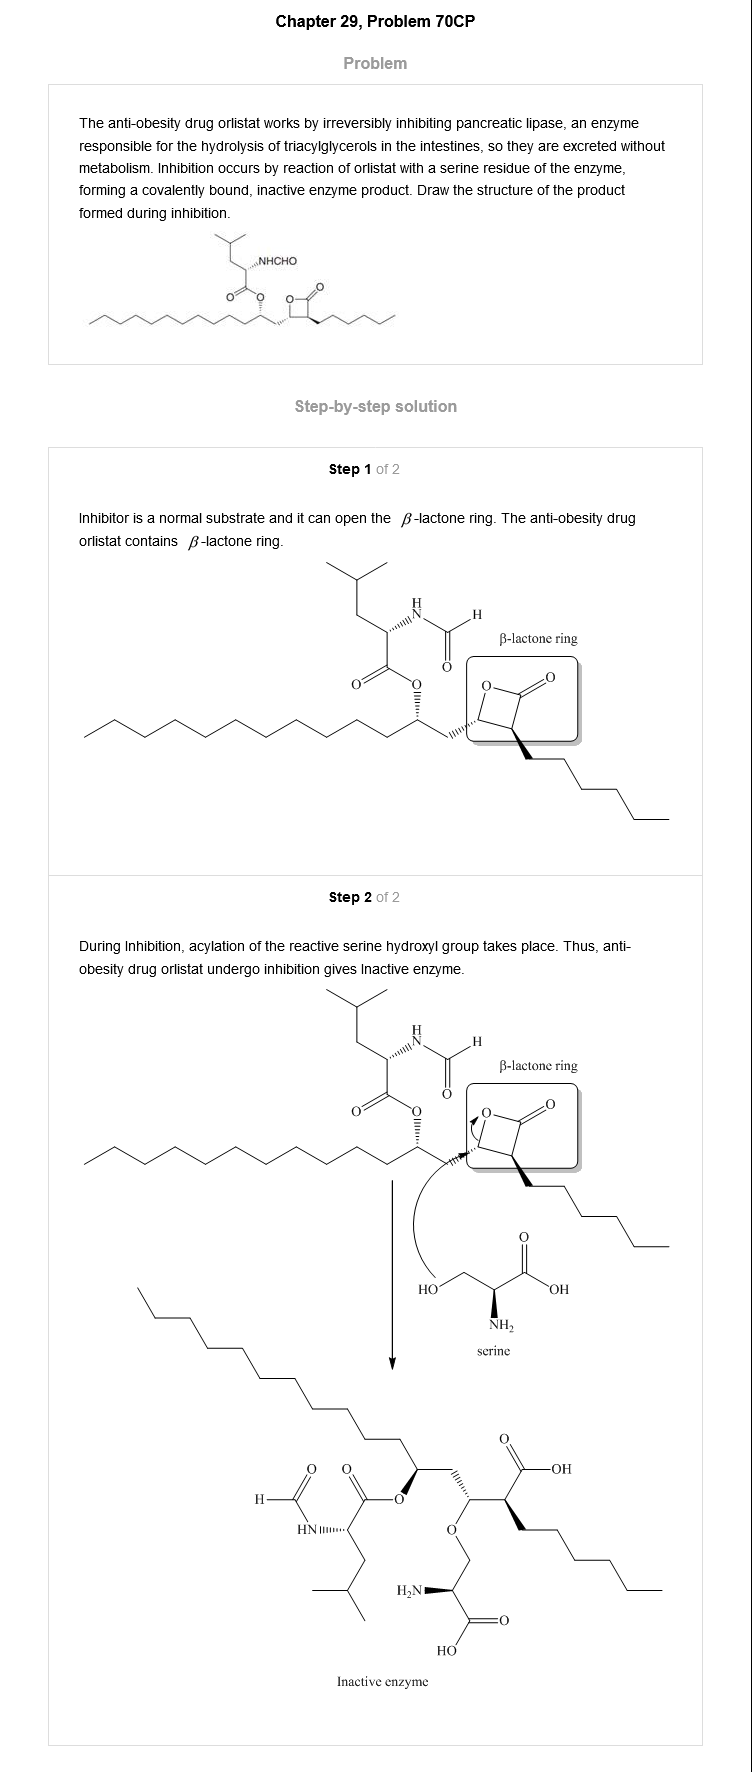 Chapter 29, Problem 70CP
Problem
The anti-obesity drug orlistat works by irreversibly inhibiting pancreatic lipase, an enzyme
responsible for the hydrolysis of triacylglycerols in the intestines, so they are excreted without
metabolism. Inhibition occurs by reaction of orlistat with a serine residue of the enzyme,
forming a covalently bound, inactive enzyme product. Draw the structure of the product
formed during inhibition.
NHCHO
O O O O
Step-by-step solution
Step 1 of 2
Inhibitor is a normal substrate and it can open the β-lactone ring. The anti-obesity drug
orlistat contains β-lactone ring.
H
N H
β-lactone ring
O
O O O O
Step 2 of 2
During Inhibition, acylation of the reactive serine hydroxyl group takes place. Thus, anti-
obesity drug orlistat undergo inhibition gives Inactive enzyme.
H
N H
β-lactone ring
O
O O O O
O
HO OH
NH2
serine
O
O O OH
H O
HN O
H2N
O
HO
Inactive enzyme